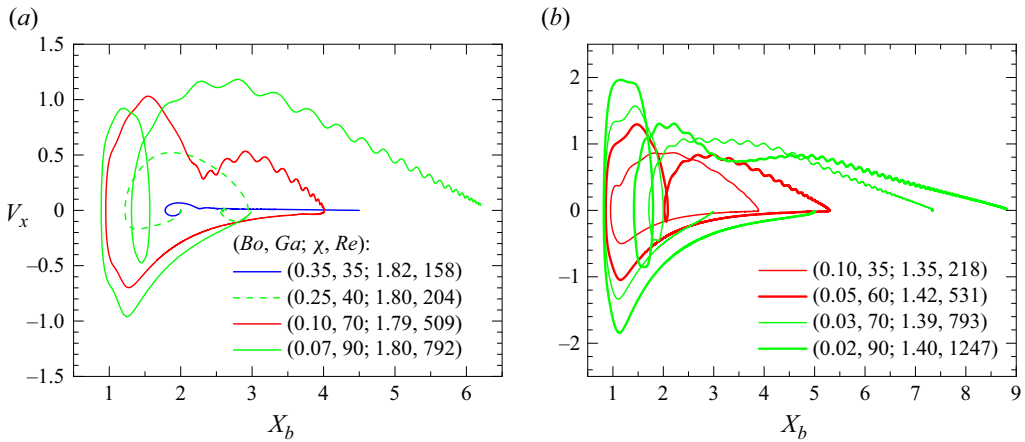 (a)
1.5
1.0
0.5
0
–0.5
–1.0
–1.5
V_x
1 2 3 4 5 6
X_b
(Bo, Ga; χ, Re):
(0.35, 35; 1.82, 158)
(0.25, 40; 1.80, 204)
(0.10, 70; 1.79, 509)
(0.07, 90; 1.80, 792)
(b)
2
1
0
–1
–2
1 2 3 4 5 6 7 8 9
X_b
(0.10, 35; 1.35, 218)
(0.05, 60; 1.42, 531)
(0.03, 70; 1.39, 793)
(0.02, 90; 1.40, 1247)